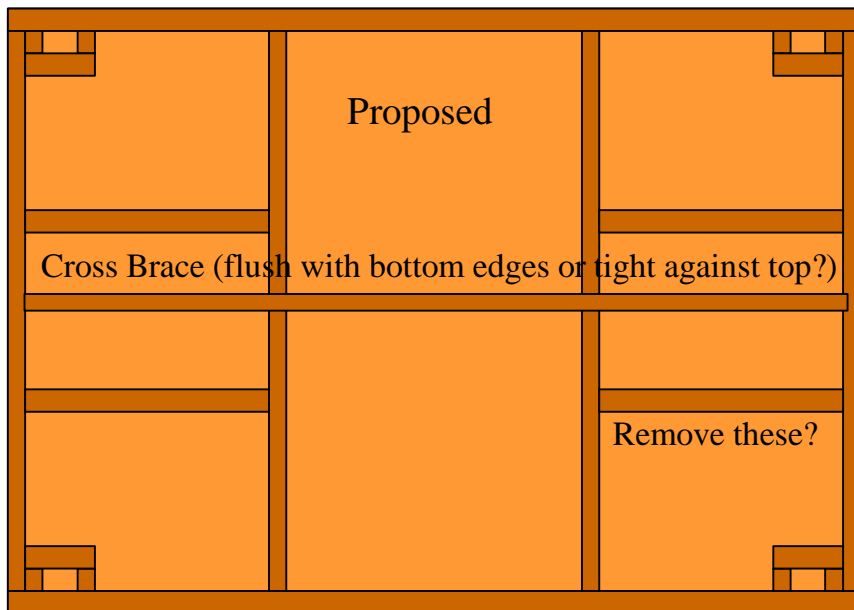 Proposed
Cross Brace (flush with bottom edges or tight against top?)
Remove these?